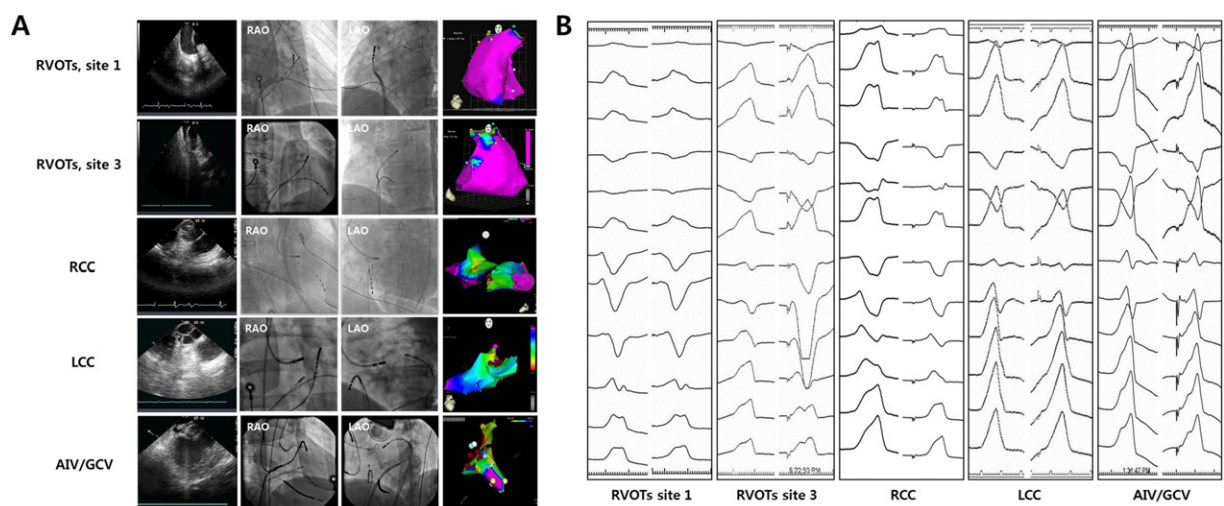 A
B
RVOTs, site 1
RAO
LAO
RVOTs, site 3
RAO
LAO
RCC
RAO
LAO
LCC
RAO
LAO
AIV/GCV
RAO
LAO
RVOTs site 1
RVOTs site 3
RCC
LCC
AIV/GCV